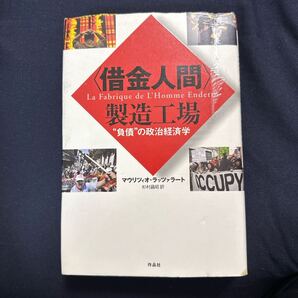 〈借金人間〉
La Fabrique de L'Homme Endetté
製造工場
“負債”の政治経済学
マウリツィオ・ラッツァラート
杉村昌昭 訳
OCCUPY
作品社